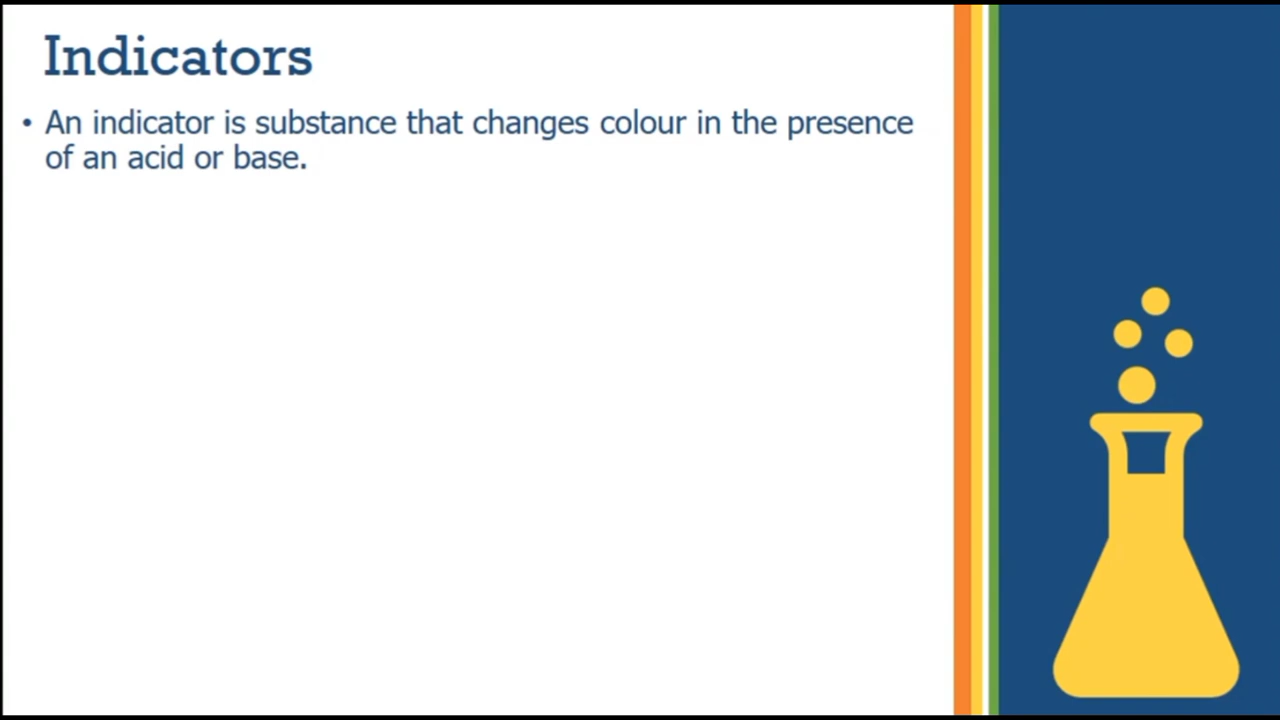 Indicators
• An indicator is substance that changes colour in the presence
of an acid or base.